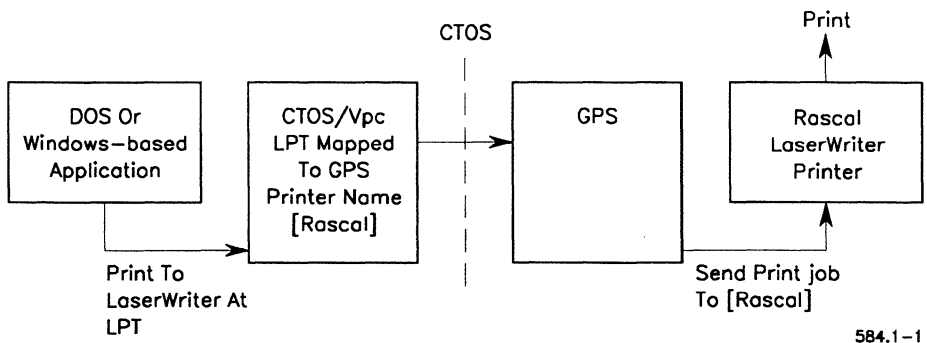 CTOS
Print
DOS Or
Windows-based
Application
CTOS/Vpc
LPT Mapped
To GPS
Printer Name
[Rascal]
GPS
Rascal
LaserWriter
Printer
Print To
LaserWriter At
LPT
Send Print job
To [Rascal]
584.1-1